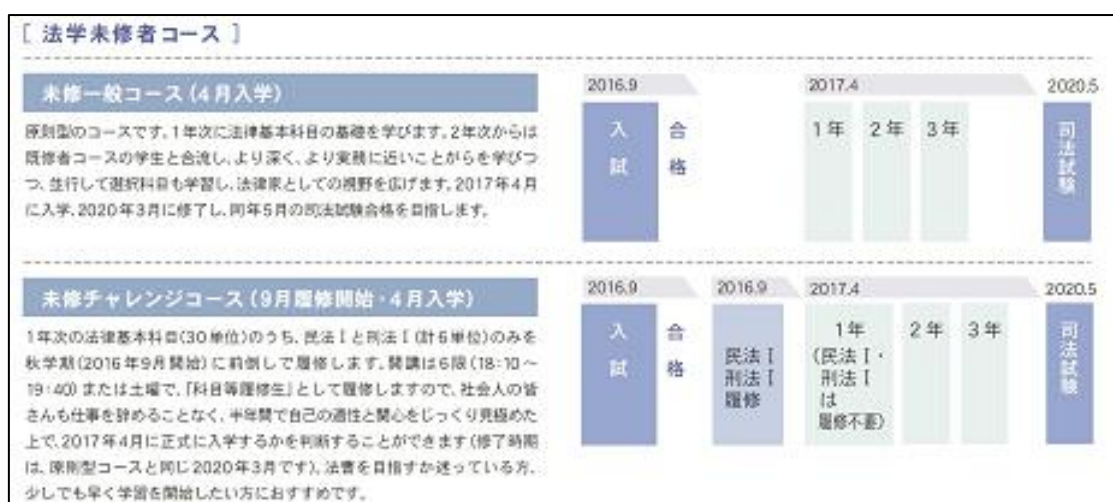 [ 法学未修者コース ]
未修一般コース(4月入学)
原則型のコースです。1年次に法律基本科目の基礎を学びます。2年次からは
既修者コースの学生と合流し、より深く、より実務に近いことがらを学びつ
つ、並行して選択科目も学習し、法律家としての視野を広げます。2017年4月
に入学、2020年3月に修了し、同年5月の司法試験合格を目指します。
2016.9
2017.4
2020.5
入試
合格
1年
2年
3年
司法試験
未修チャレンジコース(9月履修開始・4月入学)
1年次の法律基本科目(30単位)のうち、民法Ⅰと刑法Ⅰ(計6単位)のみを
秋学期(2016年9月開始)に前倒しで履修します。開講は6限(18:10~
19:40)または土曜で、「科目等履修生」として履修しますので、社会人の皆
さんも仕事を辞めることなく、半年間で自己の適性と関心をじっくり見極めた
上で、2017年4月に正式に入学するかを判断することができます(修了時期
は、原則型コースと同じ2020年3月です)。法曹を目指すか迷っている方、
少しでも早く学習を開始したい方におすすめです。
2016.9
2016.9
2017.4
2020.5
入試
合格
民法Ⅰ
刑法Ⅰ
履修
1年
(民法Ⅰ・
刑法Ⅰ
は
履修不要)
2年
3年
司法試験